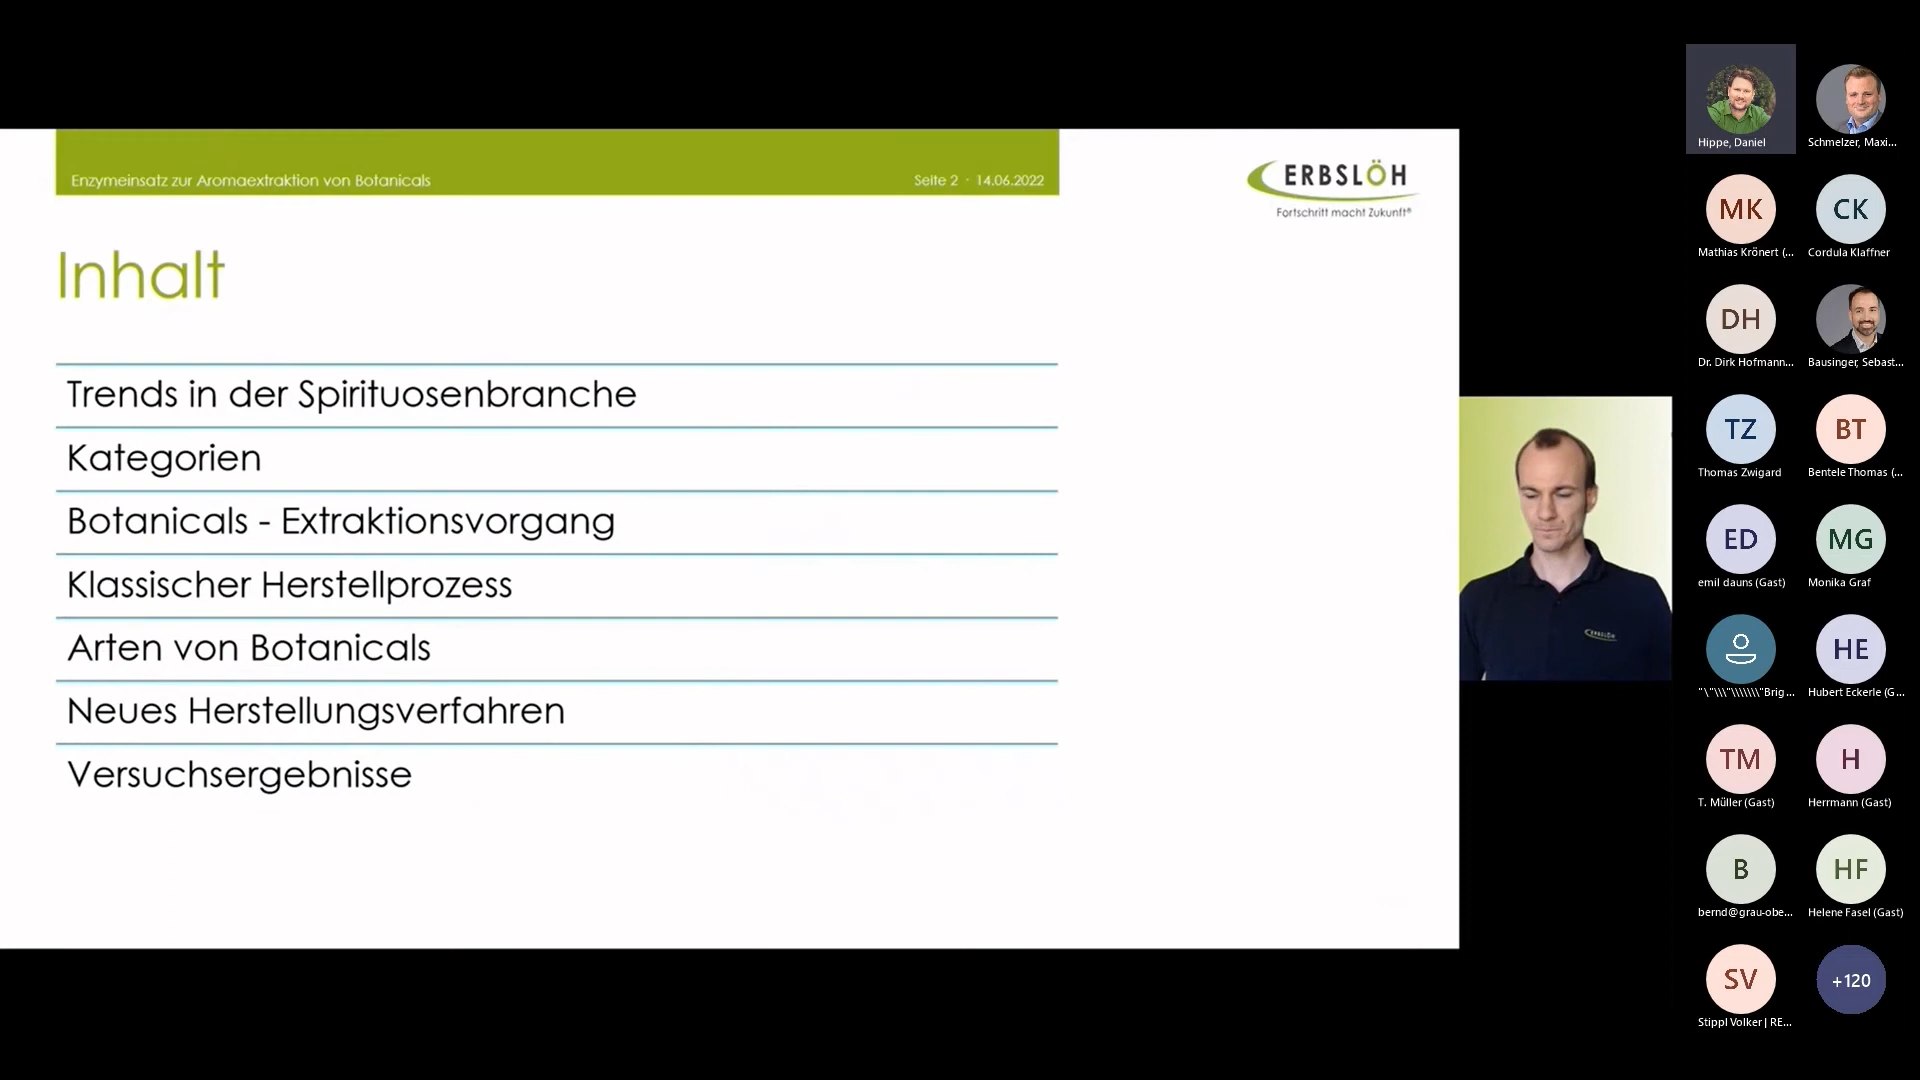 Enzymeinsatz zur Aromaextraktion von Botanicals
Seite 2 · 14.06.2022
ERBSLÖH
Fortschritt macht Zukunft®
Inhalt
Trends in der Spirituosenbranche
Kategorien
Botanicals - Extraktionsvorgang
Klassischer Herstellprozess
Arten von Botanicals
Neues Herstellungsverfahren
Versuchsergebnisse
ERBSLÖH
Hippe, Daniel
Schmelzer, Maxi...
MK
Mathias Krönert (...
CK
Cordula Klaffner
DH
Dr. Dirk Hofmann...
Bausinger, Sebast...
TZ
Thomas Zwigard
BT
Bentele Thomas (...
ED
emil dauns (Gast)
MG
Monika Graf
"\"\\\"\\\\\\\"Brig...
HE
Hubert Eckerle (G...
TM
T. Müller (Gast)
H
Herrmann (Gast)
B
bernd@grau-obe...
HF
Helene Fasel (Gast)
SV
Stippl Volker | RE...
+120